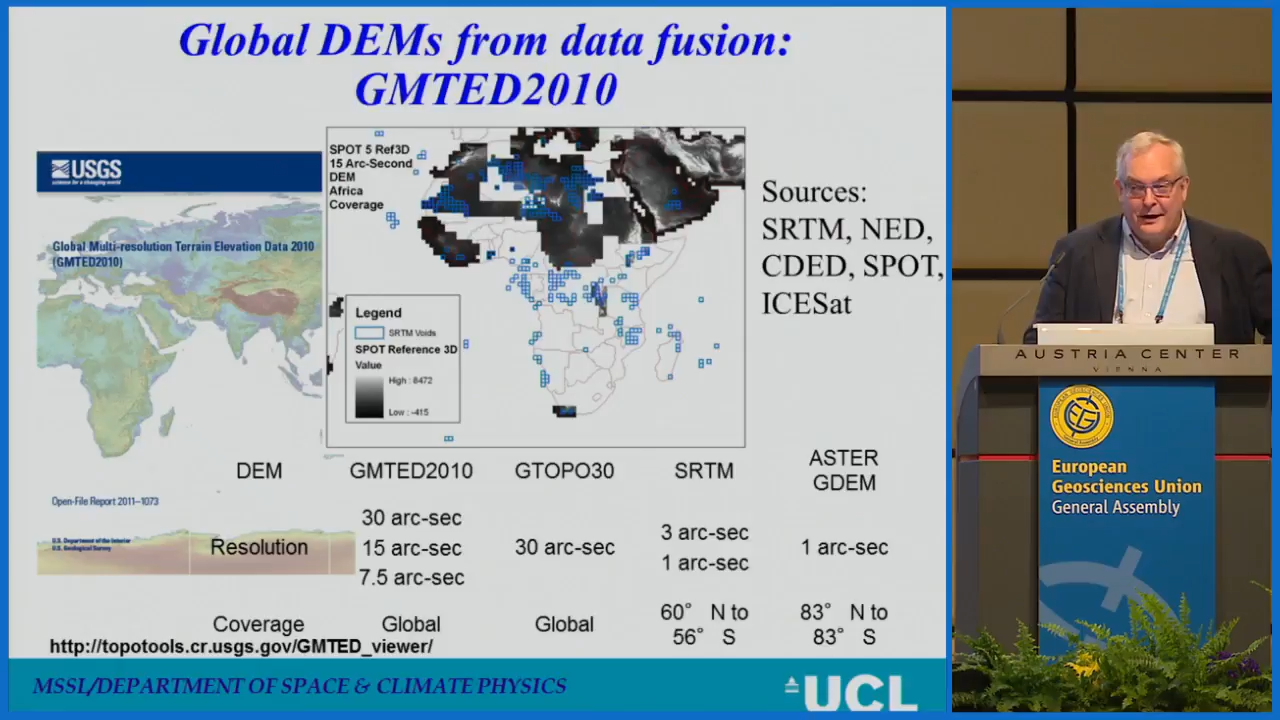 Global DEMs from data fusion:
GMTED2010
USGS
science for a changing world
Global Multi-resolution Terrain Elevation Data 2010
(GMTED2010)
Open-File Report 2011–1073
U.S. Department of the Interior
U.S. Geological Survey
SPOT 5 Ref3D
15 Arc-Second
DEM
Africa
Coverage
Legend
SRTM Voids
SPOT Reference 3D
Value
High : 8472
Low : -415
Sources:
SRTM, NED,
CDED, SPOT,
ICESat
DEM GMTED2010 GTOPO30 SRTM ASTER GDEM
Resolution 30 arc-sec 15 arc-sec 7.5 arc-sec 30 arc-sec 3 arc-sec 1 arc-sec 1 arc-sec
Coverage Global Global 60° N to 56° S 83° N to 83° S
http://topotools.cr.usgs.gov/GMTED_viewer/
MSSL/DEPARTMENT OF SPACE & CLIMATE PHYSICS
UCL
AUSTRIA CENTER
VIENNA
European
Geosciences Union
General Assembly